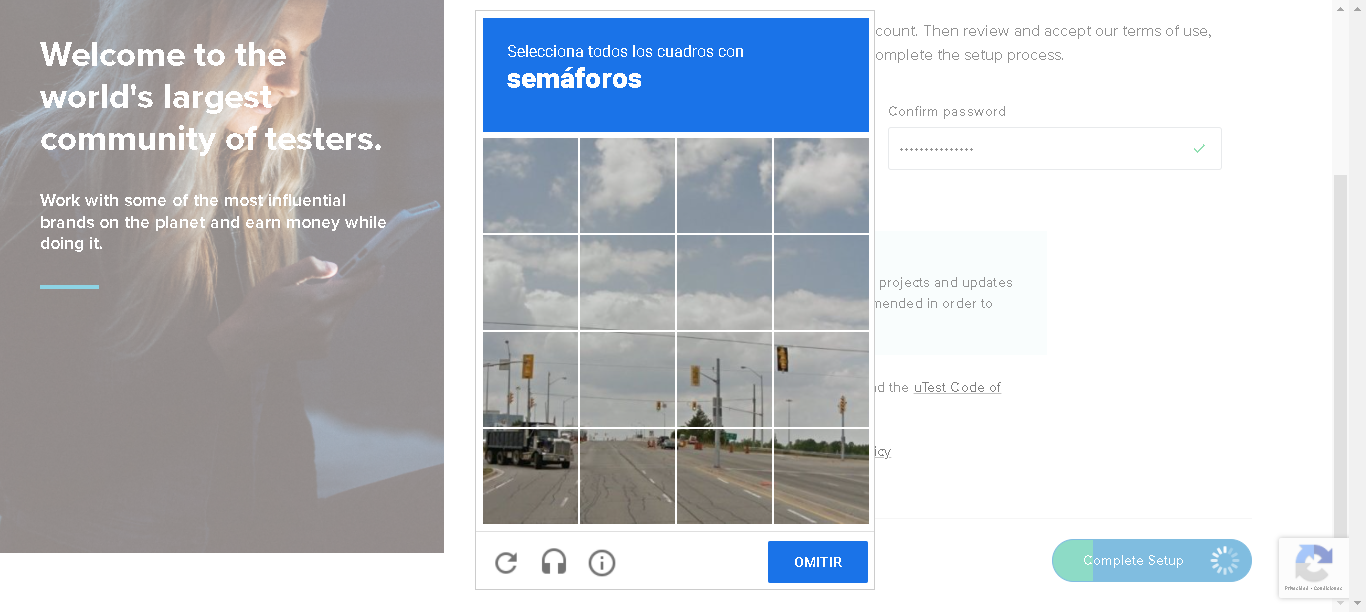 Welcome to the
world's largest
community of testers.
Work with some of the most influential
brands on the planet and earn money while
doing it.
Selecciona todos los cuadros con
semáforos
OMITIR
count. Then review and accept our terms of use,
omplete the setup process.
Confirm password
projects and updates
mended in order to
nd the uTest Code of
icy
Complete Setup
Privacidad - Condiciones